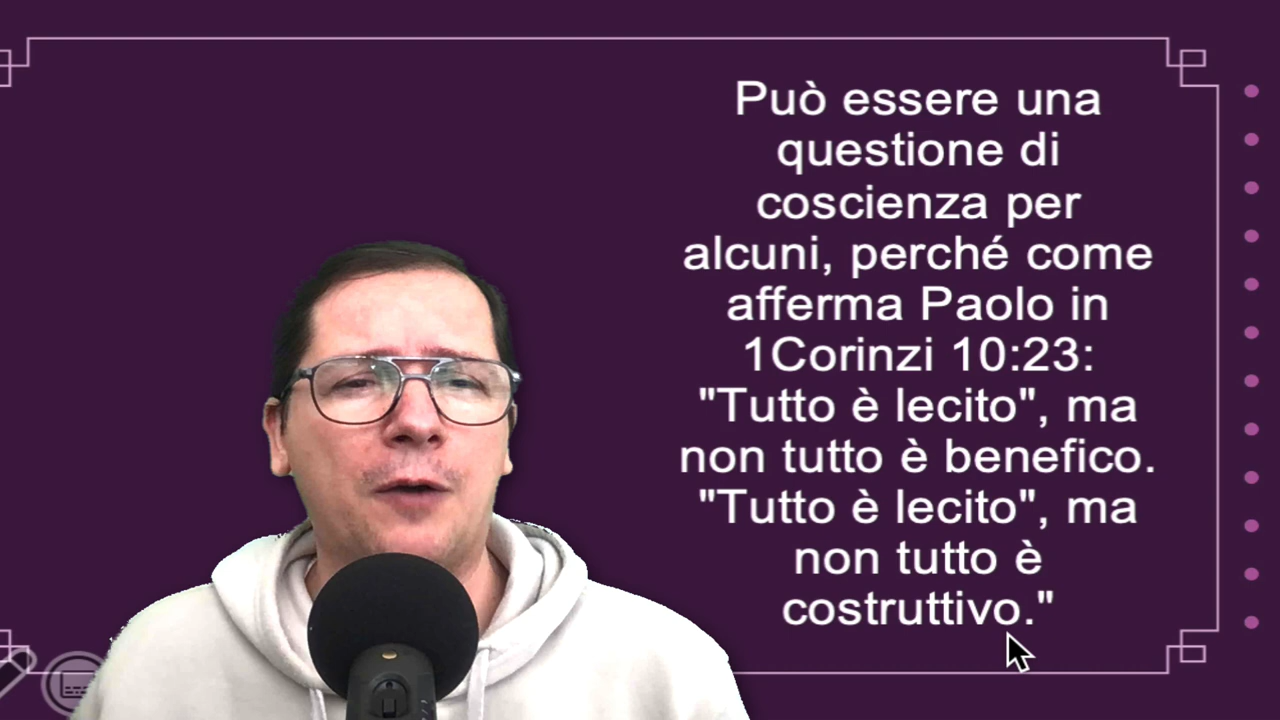 Può essere una
questione di
coscienza per
alcuni, perché come
afferma Paolo in
1Corinzi 10:23:
"Tutto è lecito", ma
non tutto è benefico.
"Tutto è lecito", ma
non tutto è
costruttivo."